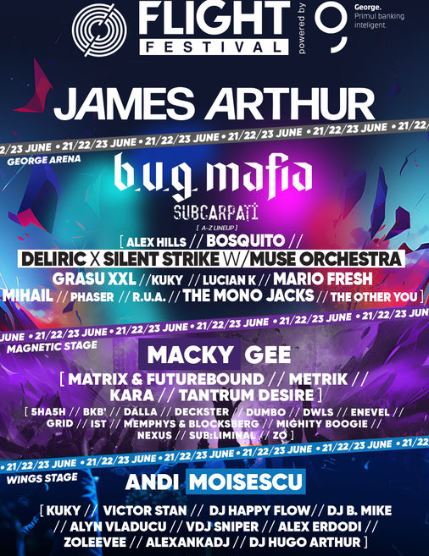 FLIGHT
FESTIVAL
powered by
George.
Primul banking
inteligent.
JAMES ARTHUR
2/23 JUNE • 21/22/23 JUNE • 21/22/23 JUNE • 21/22/23 JUNE • 21/22/23 JUNE • 21/22
GEORGE ARENA
b.u.g. mafia
SUBCARPAȚI
[ A-Z LINEUP ]
[ ALEX HILLS // BOSQUITO //
DELIRIC X SILENT STRIKE W/MUSE ORCHESTRA
GRASU XXL // KUKY // LUCIAN K // MARIO FRESH
MIHAIL // PHASER // R.U.A. // THE MONO JACKS // THE OTHER YOU ]
21/22/23 JUNE • 21/22/23 JUNE • 21/22/23 JUNE • 21/22/23 JUNE • 21/22/23 JUNE
MAGNETIC STAGE
MACKY GEE
[ MATRIX & FUTUREBOUND // METRIK //
KARA // TANTRUM DESIRE ]
[ 5HA5H // BKB' // DALLA // DECKSTER // DUMBO // DWLS // ENEVEL //
GRID // IST // MEMPHYS & BLOCKSBERG // MIGHITY BOOGIE //
NEXUS // SUB:LIMINAL // ZO ]
• 21/22/23 JUNE • 21/22/23 JUNE • 21/22/23 JUNE • 21/22/23 JUNE • 21/22/23 JUNE • 21/22
WINGS STAGE
ANDI MOISESCU
[ KUKY // VICTOR STAN // DJ HAPPY FLOW // DJ B. MIKE
// ALYN VLADUCU // VDJ SNIPER // ALEX ERDODI //
ZOLEEVEE // ALEXANKADJ // DJ HUGO ARTHUR ]